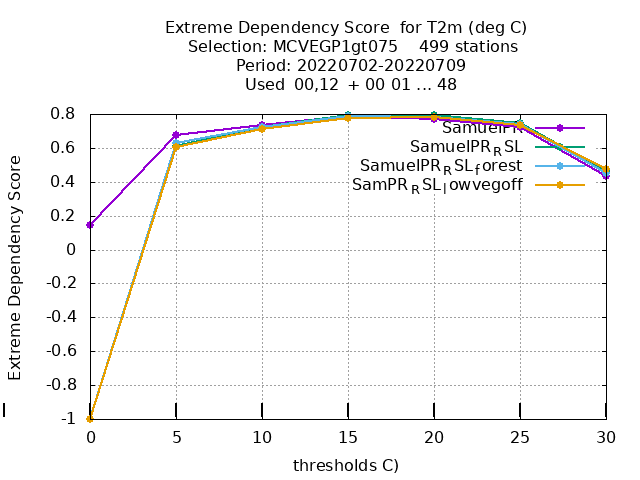 Extreme Dependency Score  for T2m (deg C)
Selection: MCVEGP1gt075    499 stations
Period: 20220702-20220709
Used  00,12  + 00 01 ... 48
0.8
0.6
0.4
0.2
0
-0.2
-0.4
-0.6
-0.8
-1
Extreme Dependency Score
SamuelPR
SamuelPR_RSL
SamuelPR_RSL_forest
SamPR_RSL_lowvegoff
0 5 10 15 20 25 30
thresholds C)